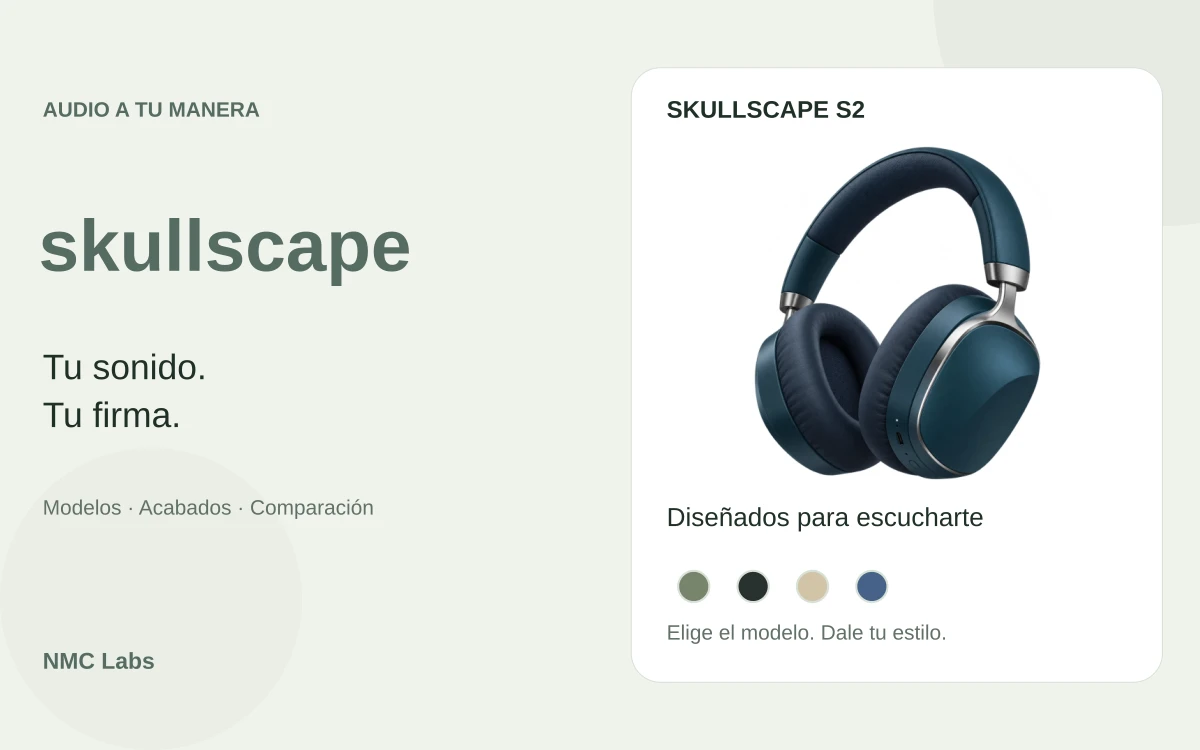 AUDIO A TU MANERA
skullscape
Tu sonido.
Tu firma.
Modelos · Acabados · Comparación
NMC Labs
SKULLSCAPE S2
Diseñados para escucharte
Elige el modelo. Dale tu estilo.